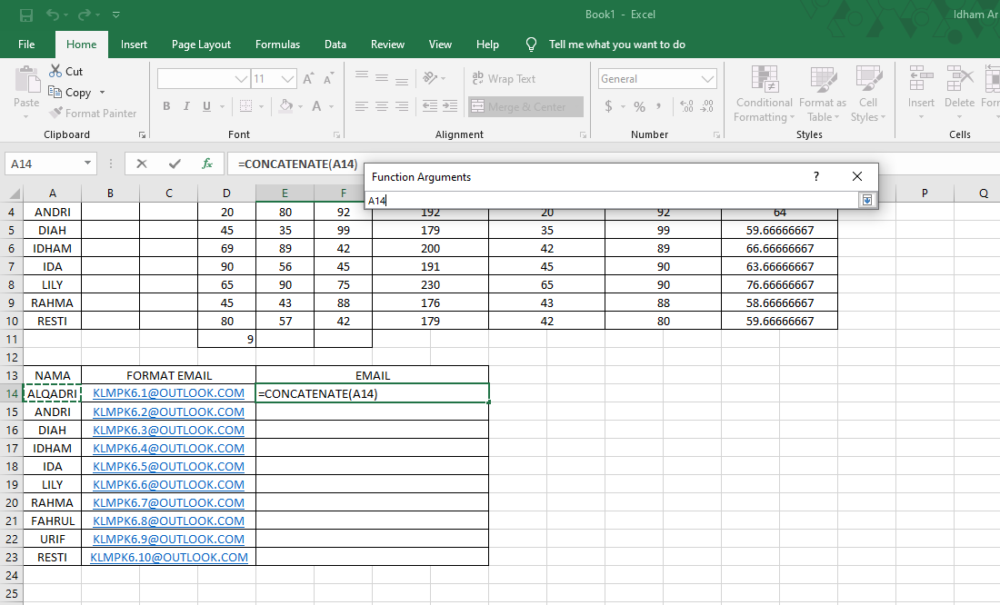 Book1 - Excel
Idham Ar
File Home Insert Page Layout Formulas Data Review View Help Tell me what you want to do
Paste
Cut
Copy
Format Painter
Clipboard
11
A A
B I U A
Font
ab Wrap Text
Merge & Center
Alignment
General
$ % ,
Number
Conditional Formatting
Format as Table
Cell Styles
Styles
Insert Delete Form
Cells
A14 fx =CONCATENATE(A14)
Function Arguments ?
A14
A B C D E F P Q
4 ANDRI 20 80 92 192 20 92 64
5 DIAH 45 35 99 179 35 99 59.66666667
6 IDHAM 69 89 42 200 42 89 66.66666667
7 IDA 90 56 45 191 45 90 63.66666667
8 LILY 65 90 75 230 65 90 76.66666667
9 RAHMA 45 43 88 176 43 88 58.66666667
10 RESTI 80 57 42 179 42 80 59.66666667
11 9
12
13 NAMA FORMAT EMAIL EMAIL
14 ALQADRI KLMPK6.1@OUTLOOK.COM =CONCATENATE(A14)
15 ANDRI KLMPK6.2@OUTLOOK.COM
16 DIAH KLMPK6.3@OUTLOOK.COM
17 IDHAM KLMPK6.4@OUTLOOK.COM
18 IDA KLMPK6.5@OUTLOOK.COM
19 LILY KLMPK6.6@OUTLOOK.COM
20 RAHMA KLMPK6.7@OUTLOOK.COM
21 FAHRUL KLMPK6.8@OUTLOOK.COM
22 URIF KLMPK6.9@OUTLOOK.COM
23 RESTI KLMPK6.10@OUTLOOK.COM
24
25